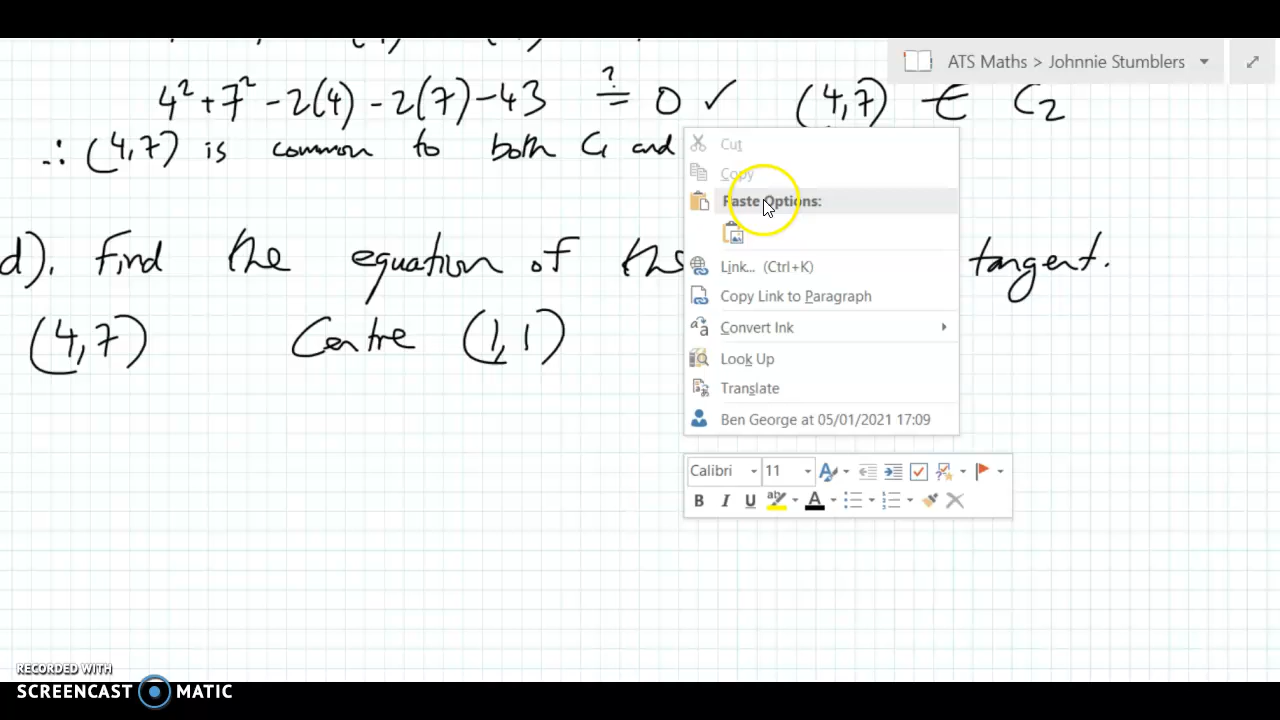 ATS Maths > Johnnie Stumblers
4² + 7² - 2(4) - 2(7) - 43 ≟ 0 ✓ (4,7) ∈ C₂
∴ (4,7) is common to both C₁ and
d). Find the equation of this tangent.
(4,7) Centre (1,1)
Cut
Copy
Paste Options:
Link... (Ctrl+K)
Copy Link to Paragraph
Convert Ink
Look Up
Translate
Ben George at 05/01/2021 17:09
Calibri 11
B I U ab A
RECORDED WITH
SCREENCAST MATIC